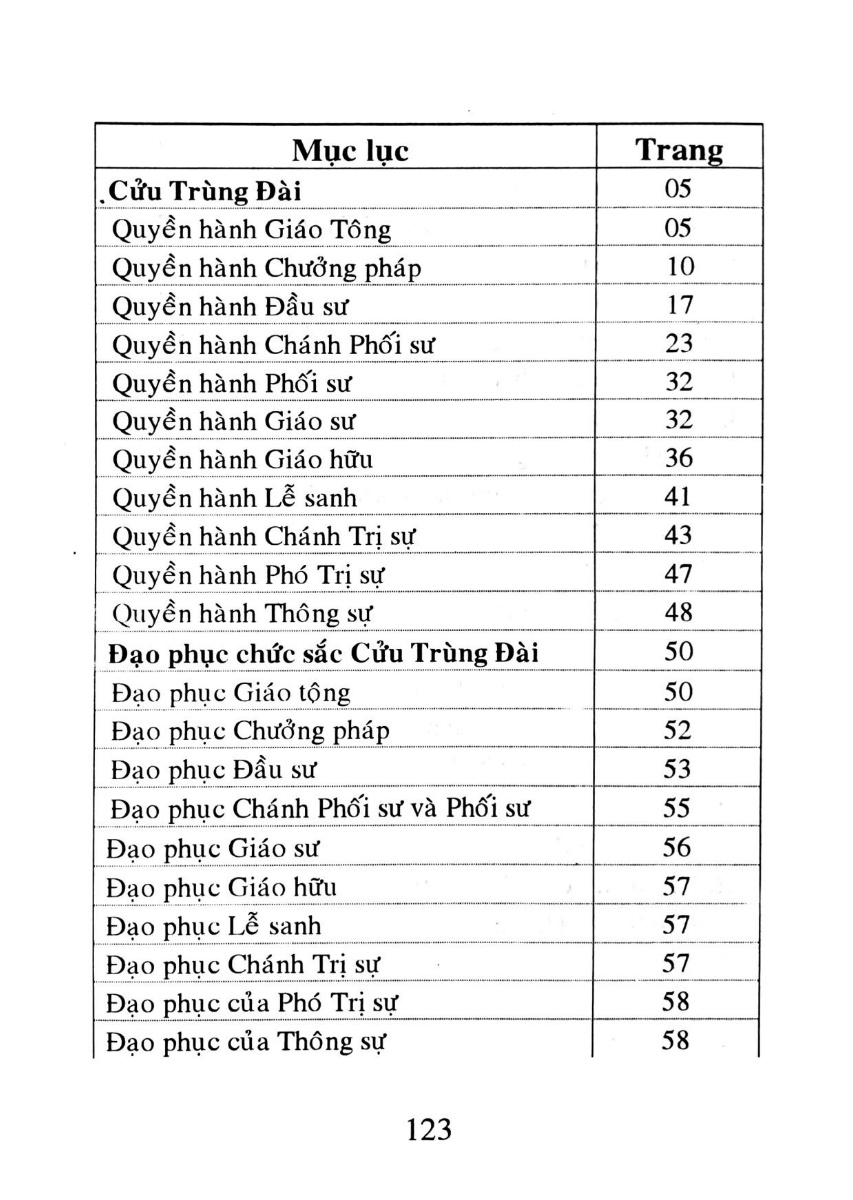 Mục lục Trang
Cửu Trùng Đài 05
Quyền hành Giáo Tông 05
Quyền hành Chưởng pháp 10
Quyền hành Đầu sư 17
Quyền hành Chánh Phối sư 23
Quyền hành Phối sư 32
Quyền hành Giáo sư 32
Quyền hành Giáo hữu 36
Quyền hành Lễ sanh 41
Quyền hành Chánh Trị sự 43
Quyền hành Phó Trị sự 47
Quyền hành Thông sự 48
Đạo phục chức sắc Cửu Trùng Đài 50
Đạo phục Giáo tộng 50
Đạo phục Chưởng pháp 52
Đạo phục Đầu sư 53
Đạo phục Chánh Phối sư và Phối sư 55
Đạo phục Giáo sư 56
Đạo phục Giáo hữu 57
Đạo phục Lễ sanh 57
Đạo phục Chánh Trị sự 57
Đạo phục của Phó Trị sự 58
Đạo phục của Thông sự 58
123